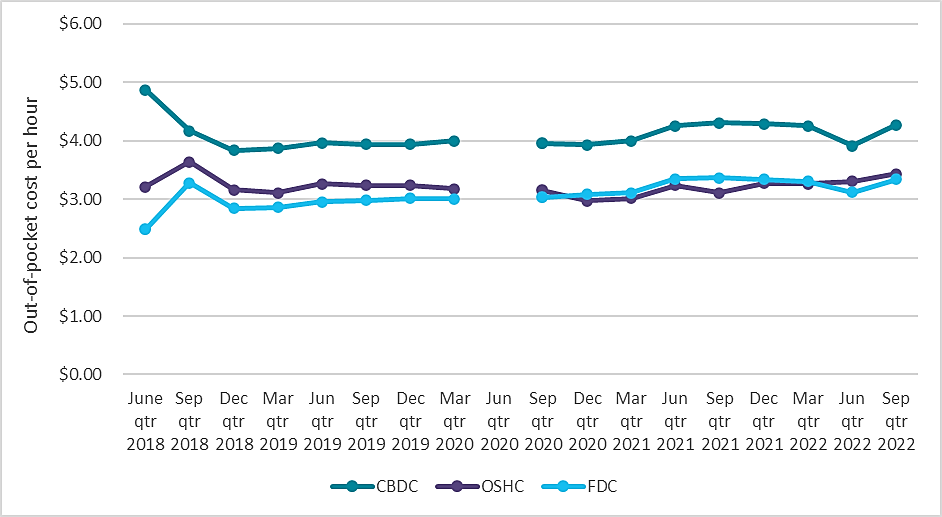 $6.00
$5.00
$4.00
$3.00
$2.00
$1.00
$0.00
Out-of-pocket cost per hour
June Sep Dec Mar Jun Sep Dec Mar Jun Sep Dec Mar Jun Sep Dec Mar Jun Sep
qtr qtr qtr qtr qtr qtr qtr qtr qtr qtr qtr qtr qtr qtr qtr qtr qtr qtr
2018 2018 2018 2019 2019 2019 2019 2020 2020 2020 2020 2021 2021 2021 2021 2022 2022 2022
CBDC OSHC FDC